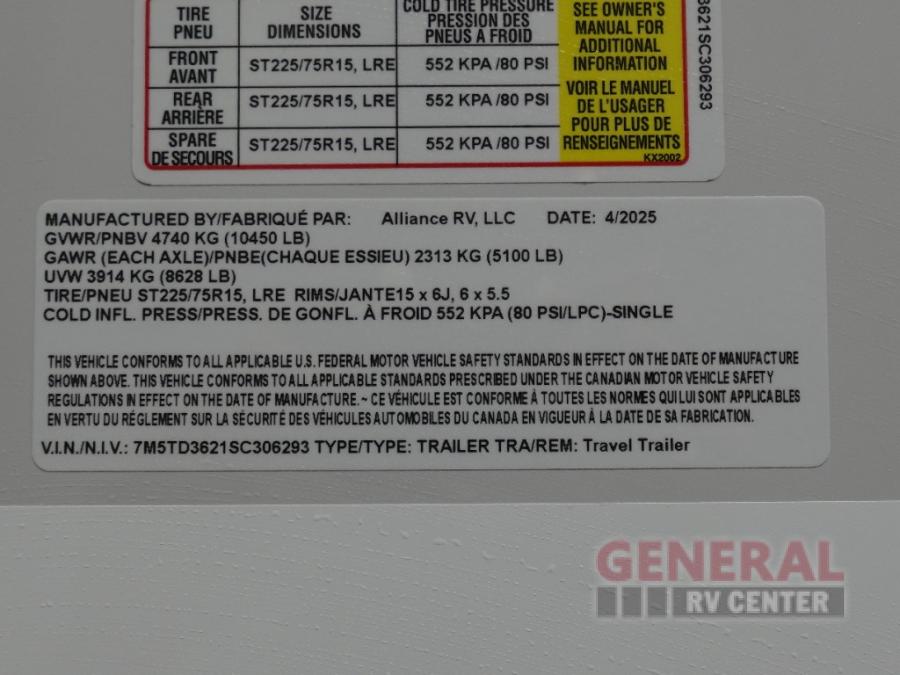 TIRE SIZE COLD TIRE PRESSURE SEE OWNER'S
PNEU DIMENSIONS PRESSION DES MANUAL FOR
PNEUS A FROID ADDITIONAL
INFORMATION
FRONT ST225/75R15, LRE 552 KPA /80 PSI
AVANT
REAR ST225/75R15, LRE 552 KPA /80 PSI VOIR LE MANUEL
ARRIÈRE DE L'USAGER
POUR PLUS DE
SPARE ST225/75R15, LRE 552 KPA /80 PSI RENSEIGNEMENTS
DE SECOURS KX2002
3621SC306293
MANUFACTURED BY/FABRIQUÉ PAR: Alliance RV, LLC DATE: 4/2025
GVWR/PNBV 4740 KG (10450 LB)
GAWR (EACH AXLE)/PNBE(CHAQUE ESSIEU) 2313 KG (5100 LB)
UVW 3914 KG (8628 LB)
TIRE/PNEU ST225/75R15, LRE RIMS/JANTE15 x 6J, 6 x 5.5
COLD INFL. PRESS/PRESS. DE GONFL. À FROID 552 KPA (80 PSI/LPC)-SINGLE
THIS VEHICLE CONFORMS TO ALL APPLICABLE U.S. FEDERAL MOTOR VEHICLE SAFETY STANDARDS IN EFFECT ON THE DATE OF MANUFACTURE
SHOWN ABOVE. THIS VEHICLE CONFORMS TO ALL APPLICABLE STANDARDS PRESCRIBED UNDER THE CANADIAN MOTOR VEHICLE SAFETY
REGULATIONS IN EFFECT ON THE DATE OF MANUFACTURE. ~ CE VÉHICULE EST CONFORME À TOUTES LES NORMES QUI LUI SONT APPLICABLES
EN VERTU DU RÉGLEMENT SUR LA SÉCURITÉ DES VÉHICULES AUTOMOBILES DU CANADA EN VIGUEUR À LA DATE DE SA FABRICATION.
V.I.N./N.I.V.: 7M5TD3621SC306293 TYPE/TYPE: TRAILER TRA/REM: Travel Trailer
GENERAL
RV CENTER